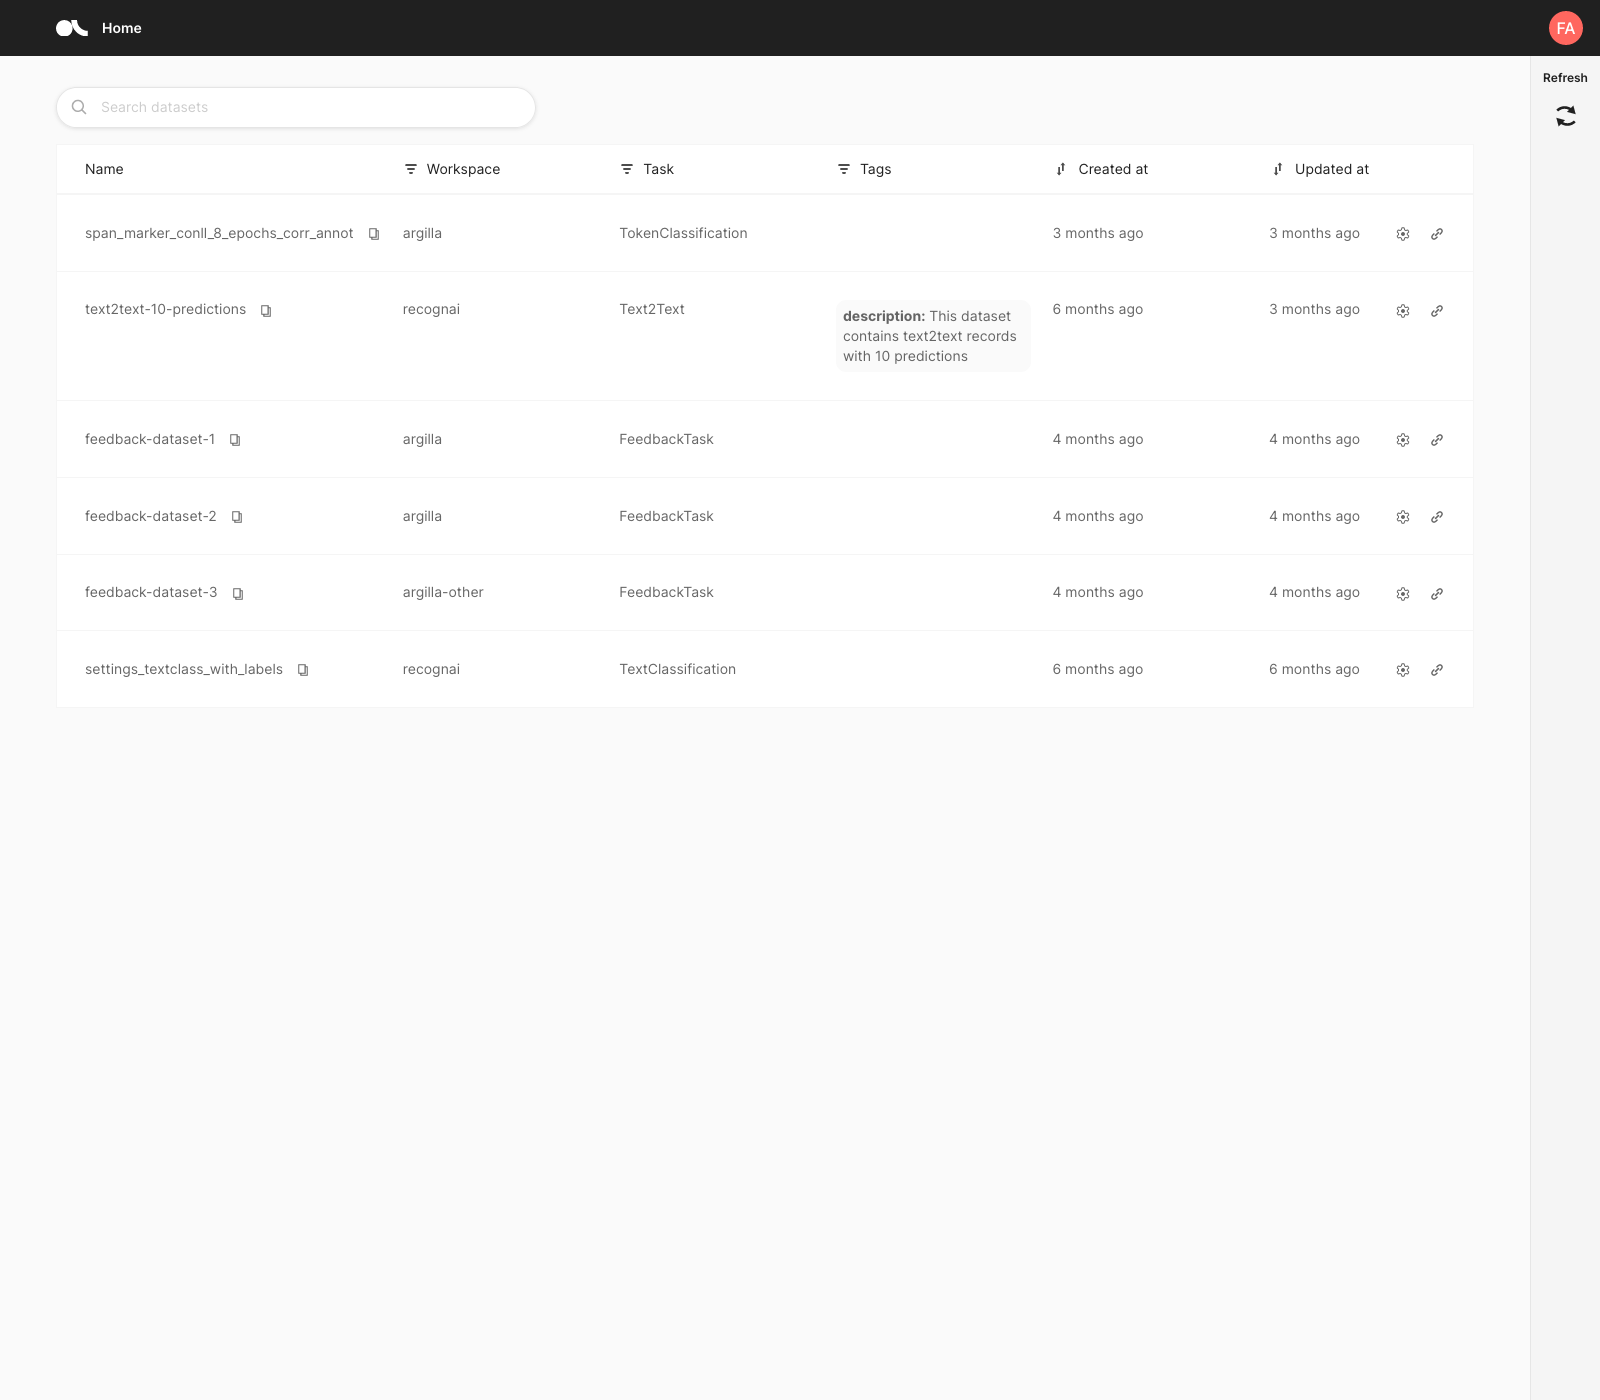 Home
FA
Refresh
Search datasets
Name Workspace Task Tags Created at Updated at
span_marker_conll_8_epochs_corr_annot argilla TokenClassification 3 months ago 3 months ago
text2text-10-predictions recognai Text2Text 6 months ago 3 months ago
description: This dataset
contains text2text records
with 10 predictions
feedback-dataset-1 argilla FeedbackTask 4 months ago 4 months ago
feedback-dataset-2 argilla FeedbackTask 4 months ago 4 months ago
feedback-dataset-3 argilla-other FeedbackTask 4 months ago 4 months ago
settings_textclass_with_labels recognai TextClassification 6 months ago 6 months ago